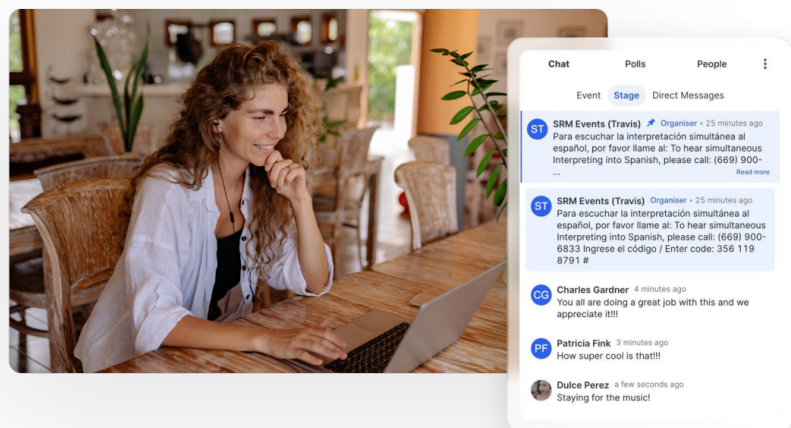 Chat Polls People
Event Stage Direct Messages
ST SRM Events (Travis) Organiser • 25 minutes ago
Para escuchar la interpretación simultánea al
español, por favor llame al: To hear simultaneous
Interpreting into Spanish, please call: (669) 900-
... Read more
ST SRM Events (Travis) Organiser • 25 minutes ago
Para escuchar la interpretación simultánea al
español, por favor llame al: To hear simultaneous
Interpreting into Spanish, please call: (669) 900-
6833 Ingrese el código / Enter code: 356 119
8791 #
CG Charles Gardner 4 minutes ago
You all are doing a great job with this and we
appreciate it!!!
PF Patricia Fink 3 minutes ago
How super cool is that!!!
Dulce Perez a few seconds ago
Staying for the music!